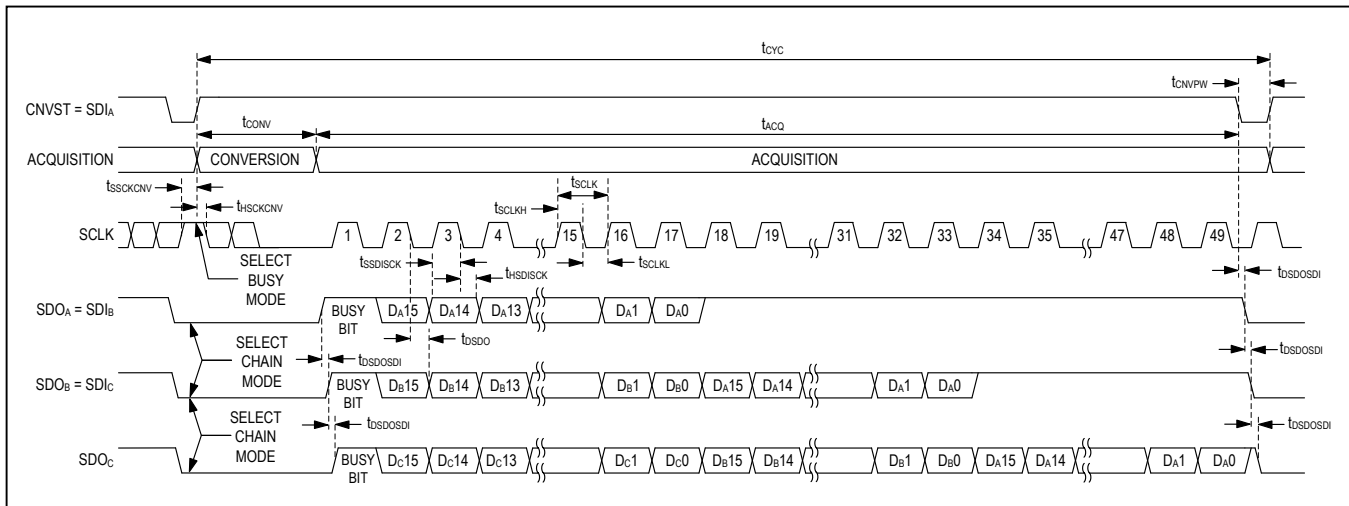 tCYC
tCNVPW
CNVST = SDIA
tCONV
tACQ
ACQUISITION
CONVERSION
ACQUISITION
tSSCKCNV
tHSCKCNV
tSCLK
tSCLKH
SCLK
1 2 3 4 15 16 17 18 19 31 32 33 34 35 47 48 49
SELECT
BUSY
MODE
tSSDISCK
tHSDISCK
tSCLKL
tDSDOSDI
SDOA = SDIB
BUSY
BIT
DA15 DA14 DA13 DA1 DA0
SELECT
CHAIN
MODE
tDSDO
tDSDOSDI
tDSDOSDI
SDOB = SDIC
BUSY
BIT
DB15 DB14 DB13 DB1 DB0 DA15 DA14 DA1 DA0
SELECT
CHAIN
MODE
tDSDOSDI
tDSDOSDI
SDOC
BUSY
BIT
DC15 DC14 DC13 DC1 DC0 DB15 DB14 DB1 DB0 DA15 DA14 DA1 DA0